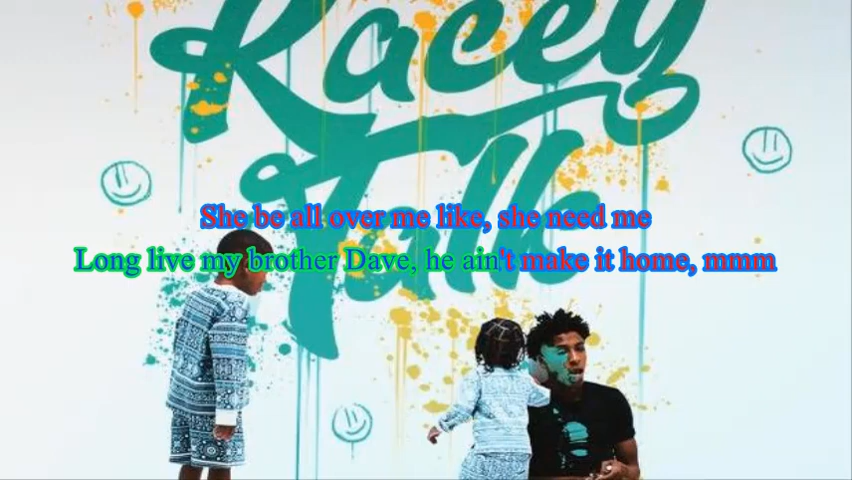 Kacey
Talk
She be all over me like, she need me
Long live my brother Dave, he ain't make it home, mmm